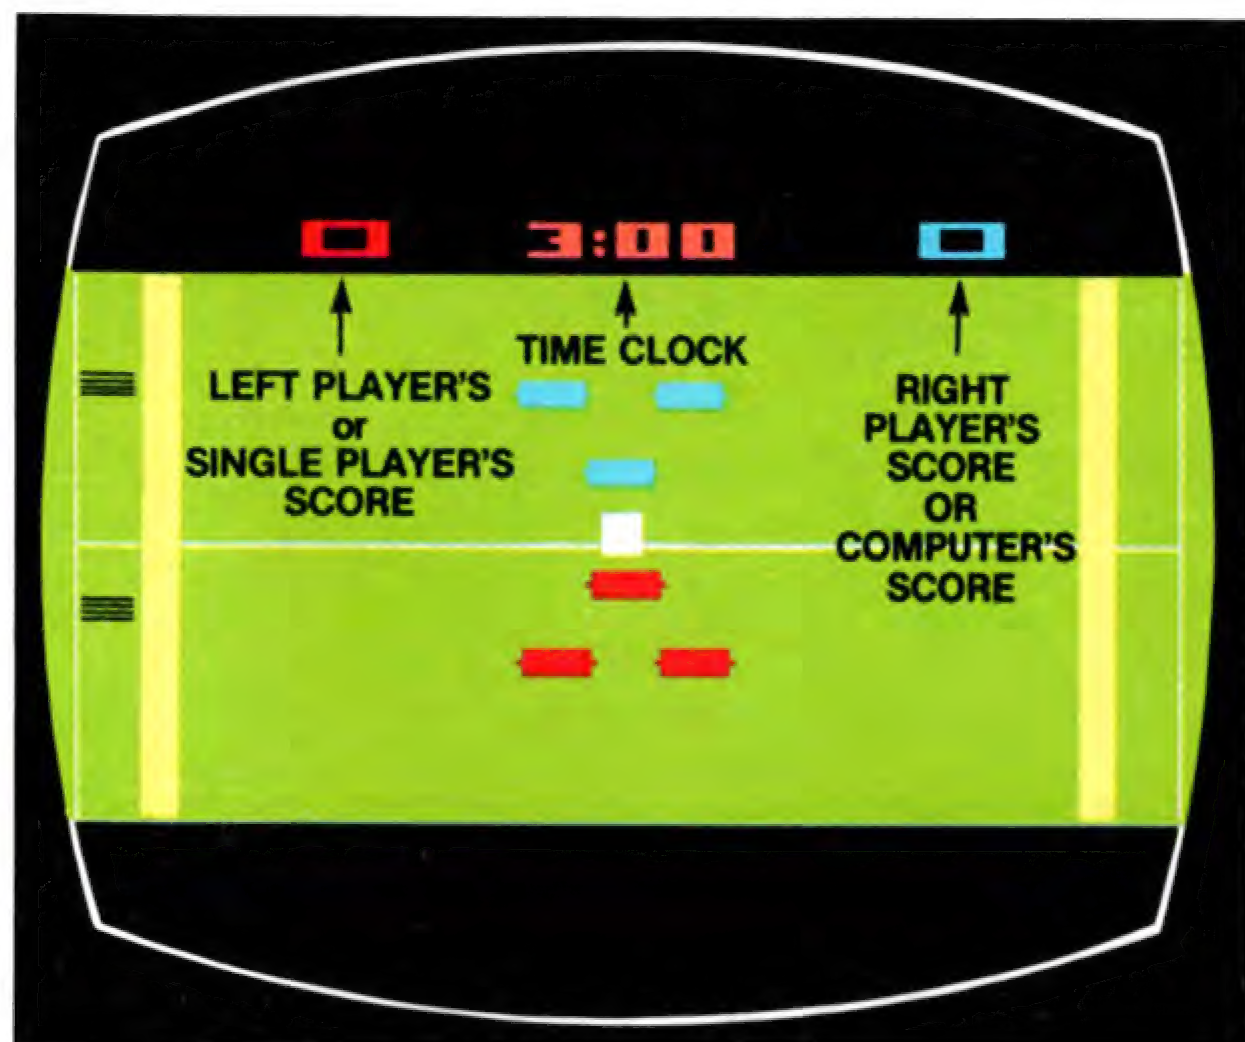 0 3:00 0
TIME CLOCK
LEFT PLAYER'S
or
SINGLE PLAYER'S
SCORE
RIGHT
PLAYER'S
SCORE
OR
COMPUTER'S
SCORE